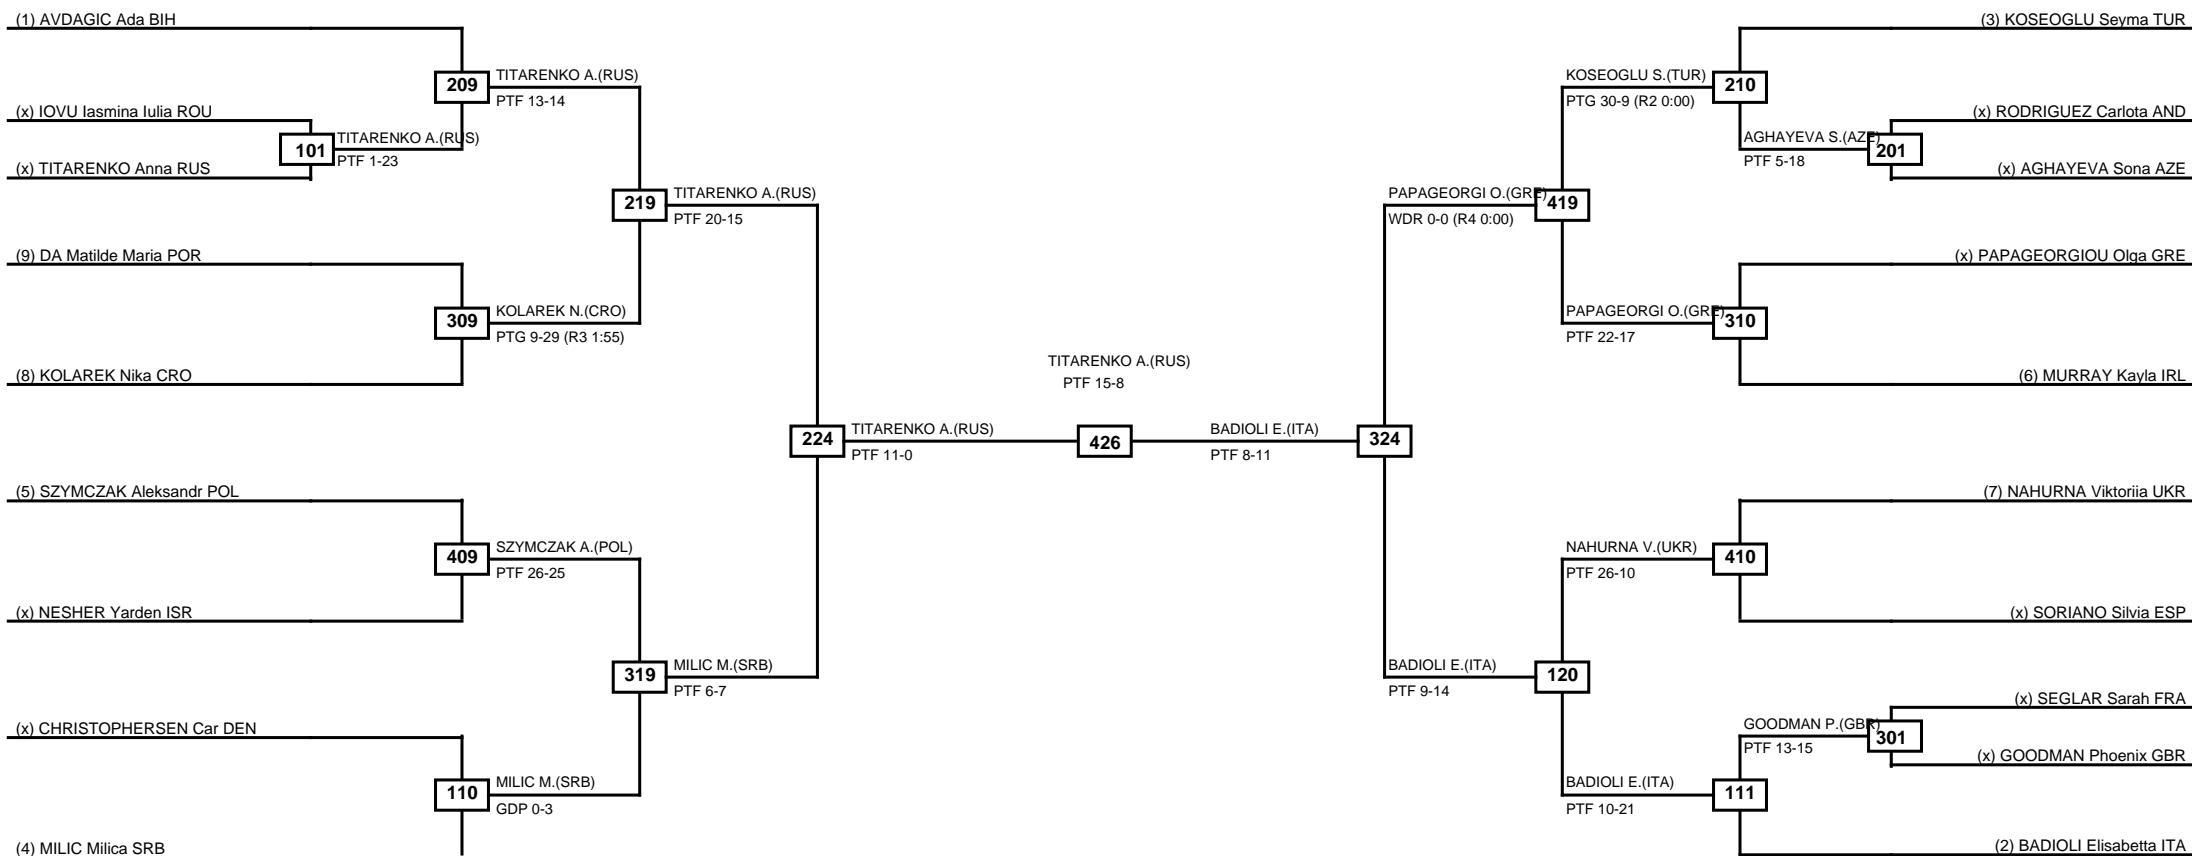 (1) AVDAGIC Ada BIH
(3) KOSEOGLU Seyma TUR
TITARENKO A.(RUS)
209
PTF 13-14
KOSEOGLU S.(TUR)
210
PTG 30-9 (R2 0:00)
(x) IOVU Iasmina Iulia ROU
(x) RODRIGUEZ Carlota AND
101
TITARENKO A.(RUS)
PTF 1-23
AGHAYEVA S.(AZE)
201
PTF 5-18
(x) TITARENKO Anna RUS
(x) AGHAYEVA Sona AZE
219
TITARENKO A.(RUS)
PTF 20-15
PAPAGEORGI O.(GRE)
419
WDR 0-0 (R4 0:00)
(9) DA Matilde Maria POR
(x) PAPAGEORGIOU Olga GRE
309
KOLAREK N.(CRO)
PTG 9-29 (R3 1:55)
PAPAGEORGI O.(GRE)
310
PTF 22-17
TITARENKO A.(RUS)
PTF 15-8
(8) KOLAREK Nika CRO
(6) MURRAY Kayla IRL
224
TITARENKO A.(RUS)
PTF 11-0
426
BADIOLI E.(ITA)
PTF 8-11
324
(5) SZYMCZAK Aleksandr POL
(7) NAHURNA Viktoriia UKR
409
SZYMCZAK A.(POL)
PTF 26-25
NAHURNA V.(UKR)
PTF 26-10
410
(x) NESHER Yarden ISR
(x) SORIANO Silvia ESP
319
MILIC M.(SRB)
PTF 6-7
BADIOLI E.(ITA)
PTF 9-14
120
(x) CHRISTOPHERSEN Car DEN
(x) SEGLAR Sarah FRA
GOODMAN P.(GBR)
301
PTF 13-15
(x) GOODMAN Phoenix GBR
110
MILIC M.(SRB)
GDP 0-3
BADIOLI E.(ITA)
PTF 10-21
111
(4) MILIC Milica SRB
(2) BADIOLI Elisabetta ITA